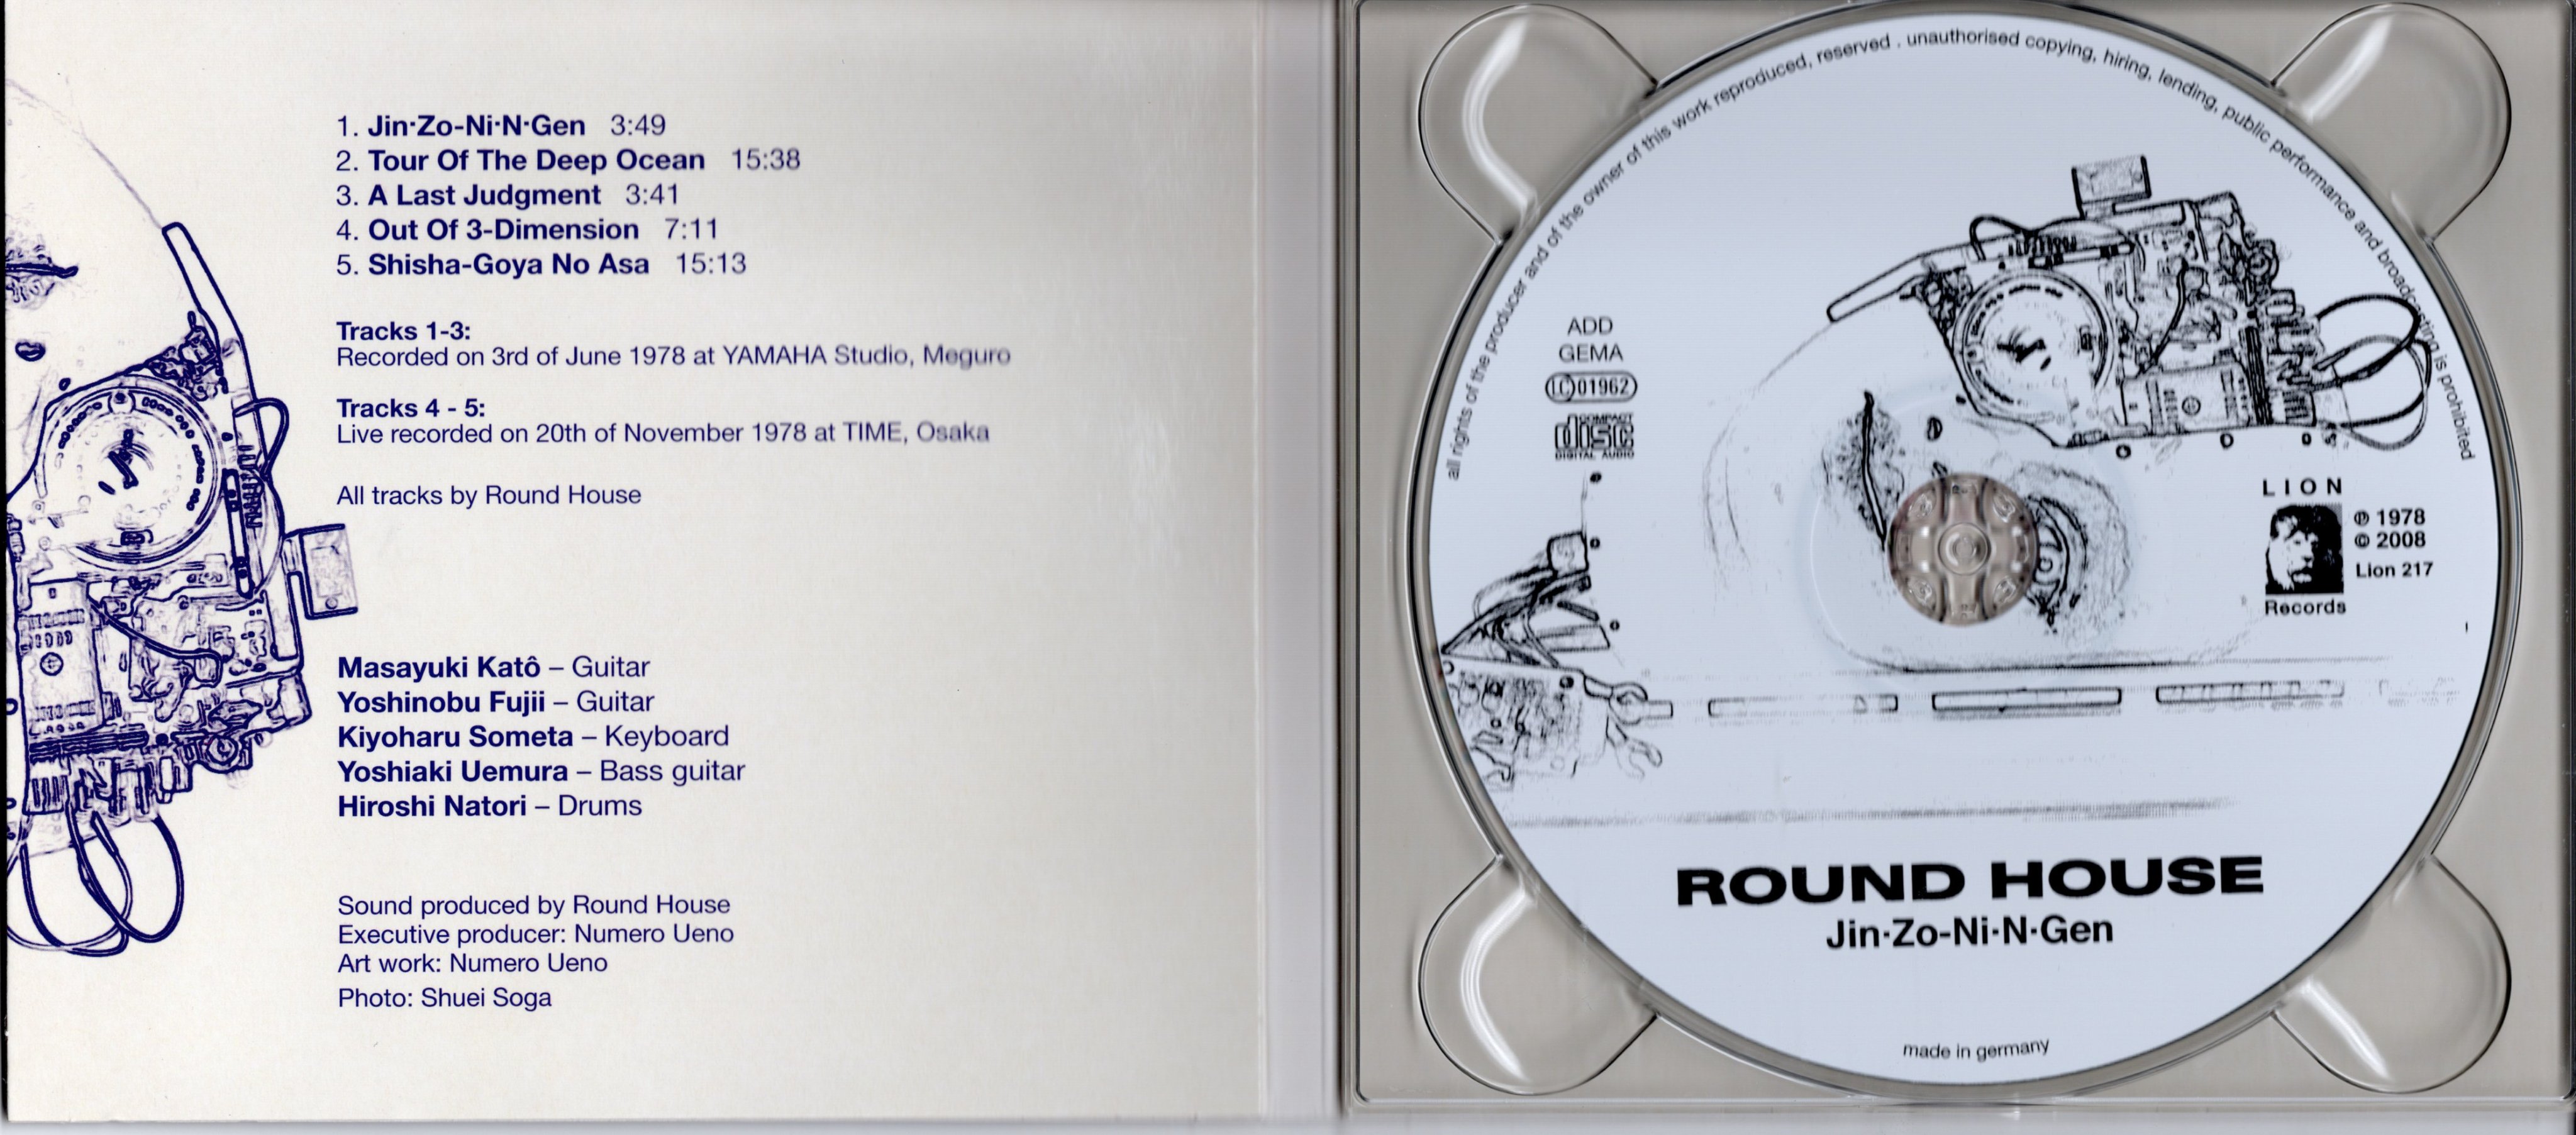 1. Jin·Zo-Ni·N·Gen 3:49
2. Tour Of The Deep Ocean 15:38
3. A Last Judgment 3:41
4. Out Of 3-Dimension 7:11
5. Shisha-Goya No Asa 15:13
Tracks 1-3:
Recorded on 3rd of June 1978 at YAMAHA Studio, Meguro
Tracks 4 - 5:
Live recorded on 20th of November 1978 at TIME, Osaka
All tracks by Round House
Masayuki Katô – Guitar
Yoshinobu Fujii – Guitar
Kiyoharu Someta – Keyboard
Yoshiaki Uemura – Bass guitar
Hiroshi Natori – Drums
Sound produced by Round House
Executive producer: Numero Ueno
Art work: Numero Ueno
Photo: Shuei Soga
all rights of the producer and of the owner of this work reproduced, reserved . unauthorised copying, hiring, lending, public performance and broadcasting is prohibited
ADD
GEMA
LC 01962
COMPACT
disc
DIGITAL AUDIO
LION
Records
℗ 1978
© 2008
Lion 217
ROUND HOUSE
Jin·Zo-Ni·N·Gen
made in germany